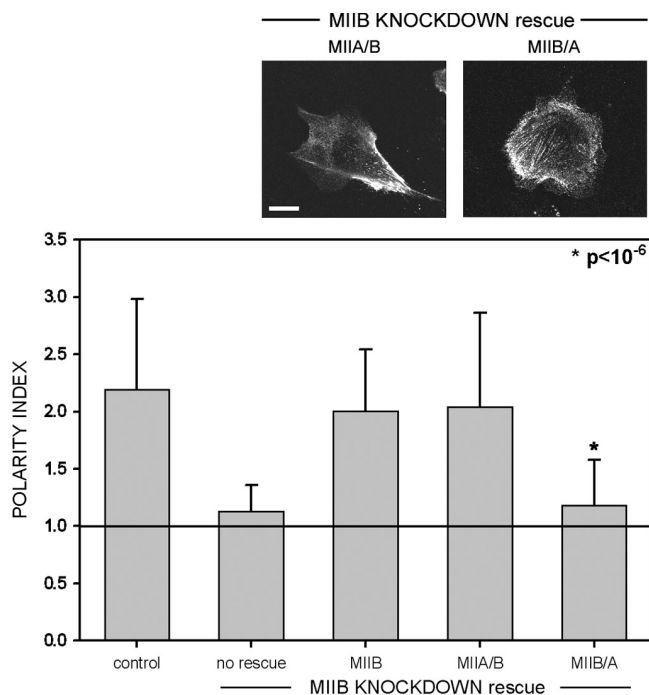 MIIB KNOCKDOWN rescue
MIIA/B MIIB/A
* p<10⁻⁶
3.5
3.0
2.5
2.0
1.5
1.0
0.5
0.0
POLARITY INDEX
*
control no rescue MIIB MIIA/B MIIB/A
MIIB KNOCKDOWN rescue